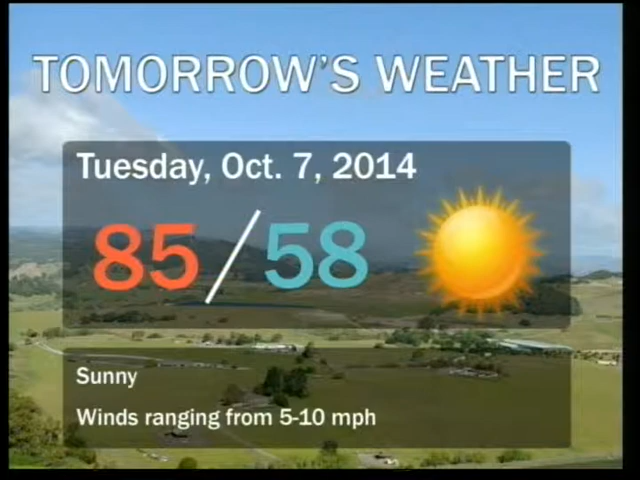 TOMORROW'S WEATHER
Tuesday, Oct. 7, 2014
85/58
Sunny
Winds ranging from 5-10 mph